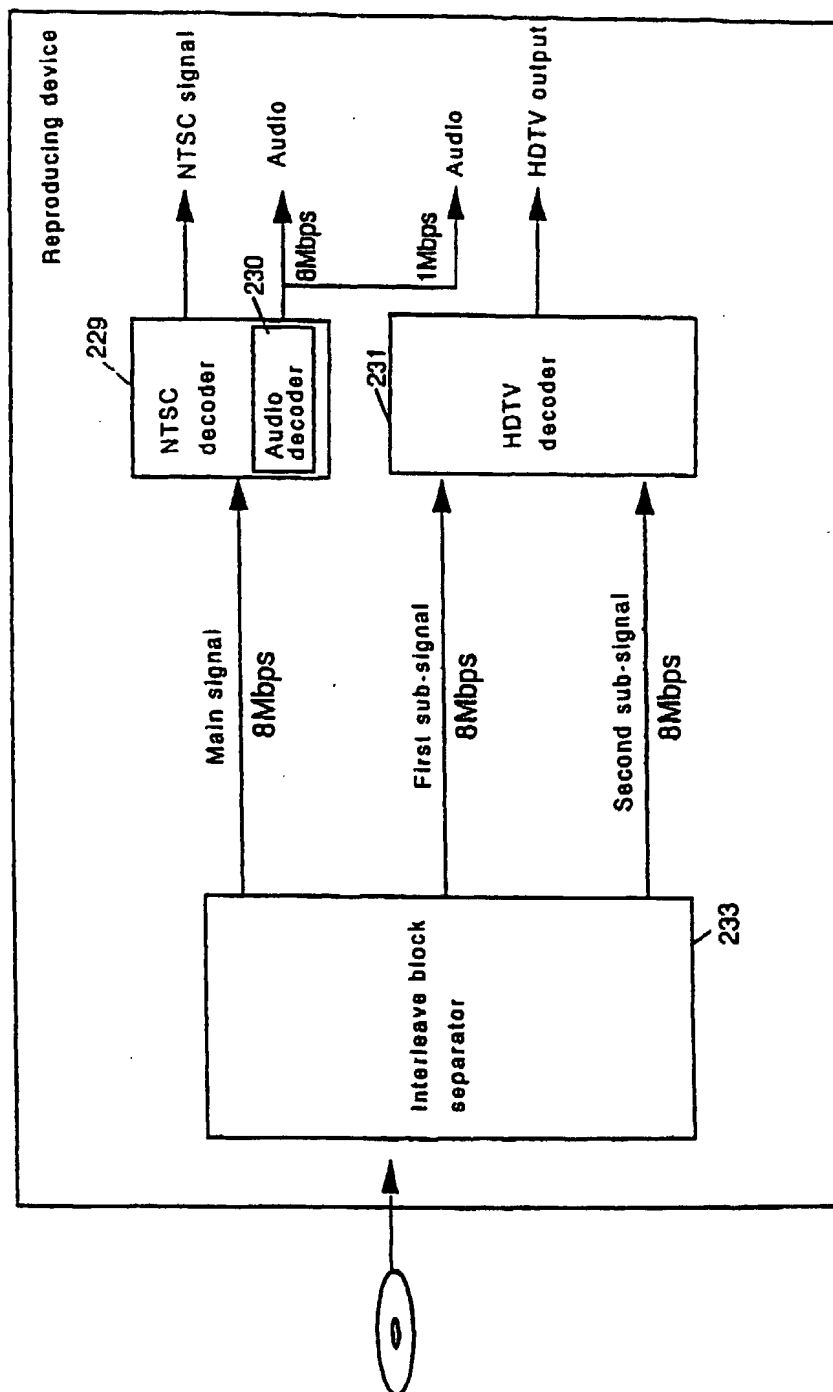 Reproducing device
NTSC signal
Audio
Audio
HDTV output
229
NTSC
decoder
230
Audio
decoder
8Mbps
1Mbps
231
HDTV
decoder
Main signal
8Mbps
First sub-signal
8Mbps
Second sub-signal
8Mbps
Interleave block
separator
233